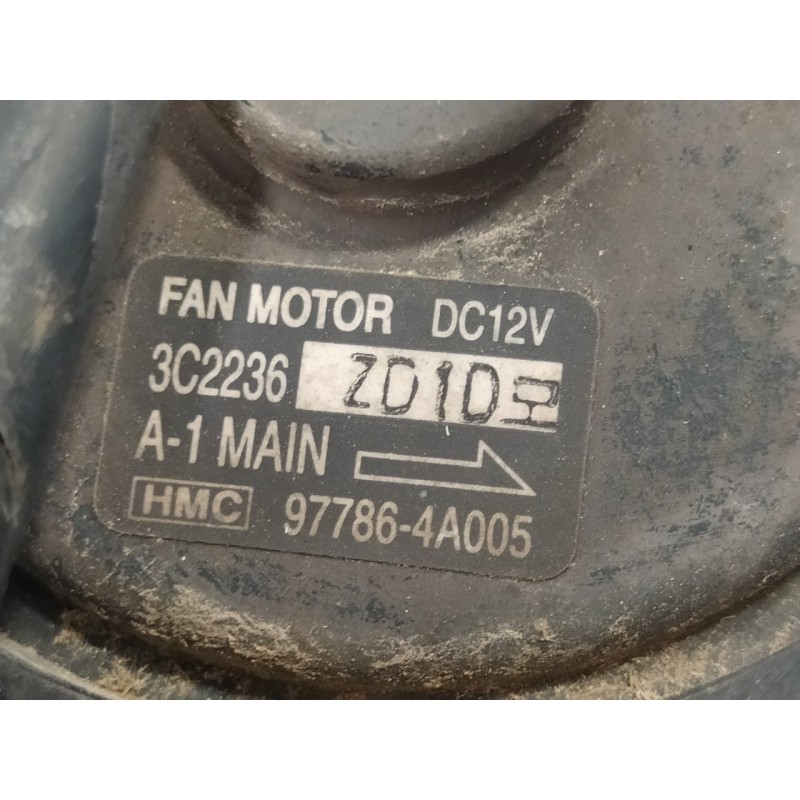 FAN MOTOR DC12V
3C2236 ZD1D
A-1 MAIN
HMC 97786-4A005